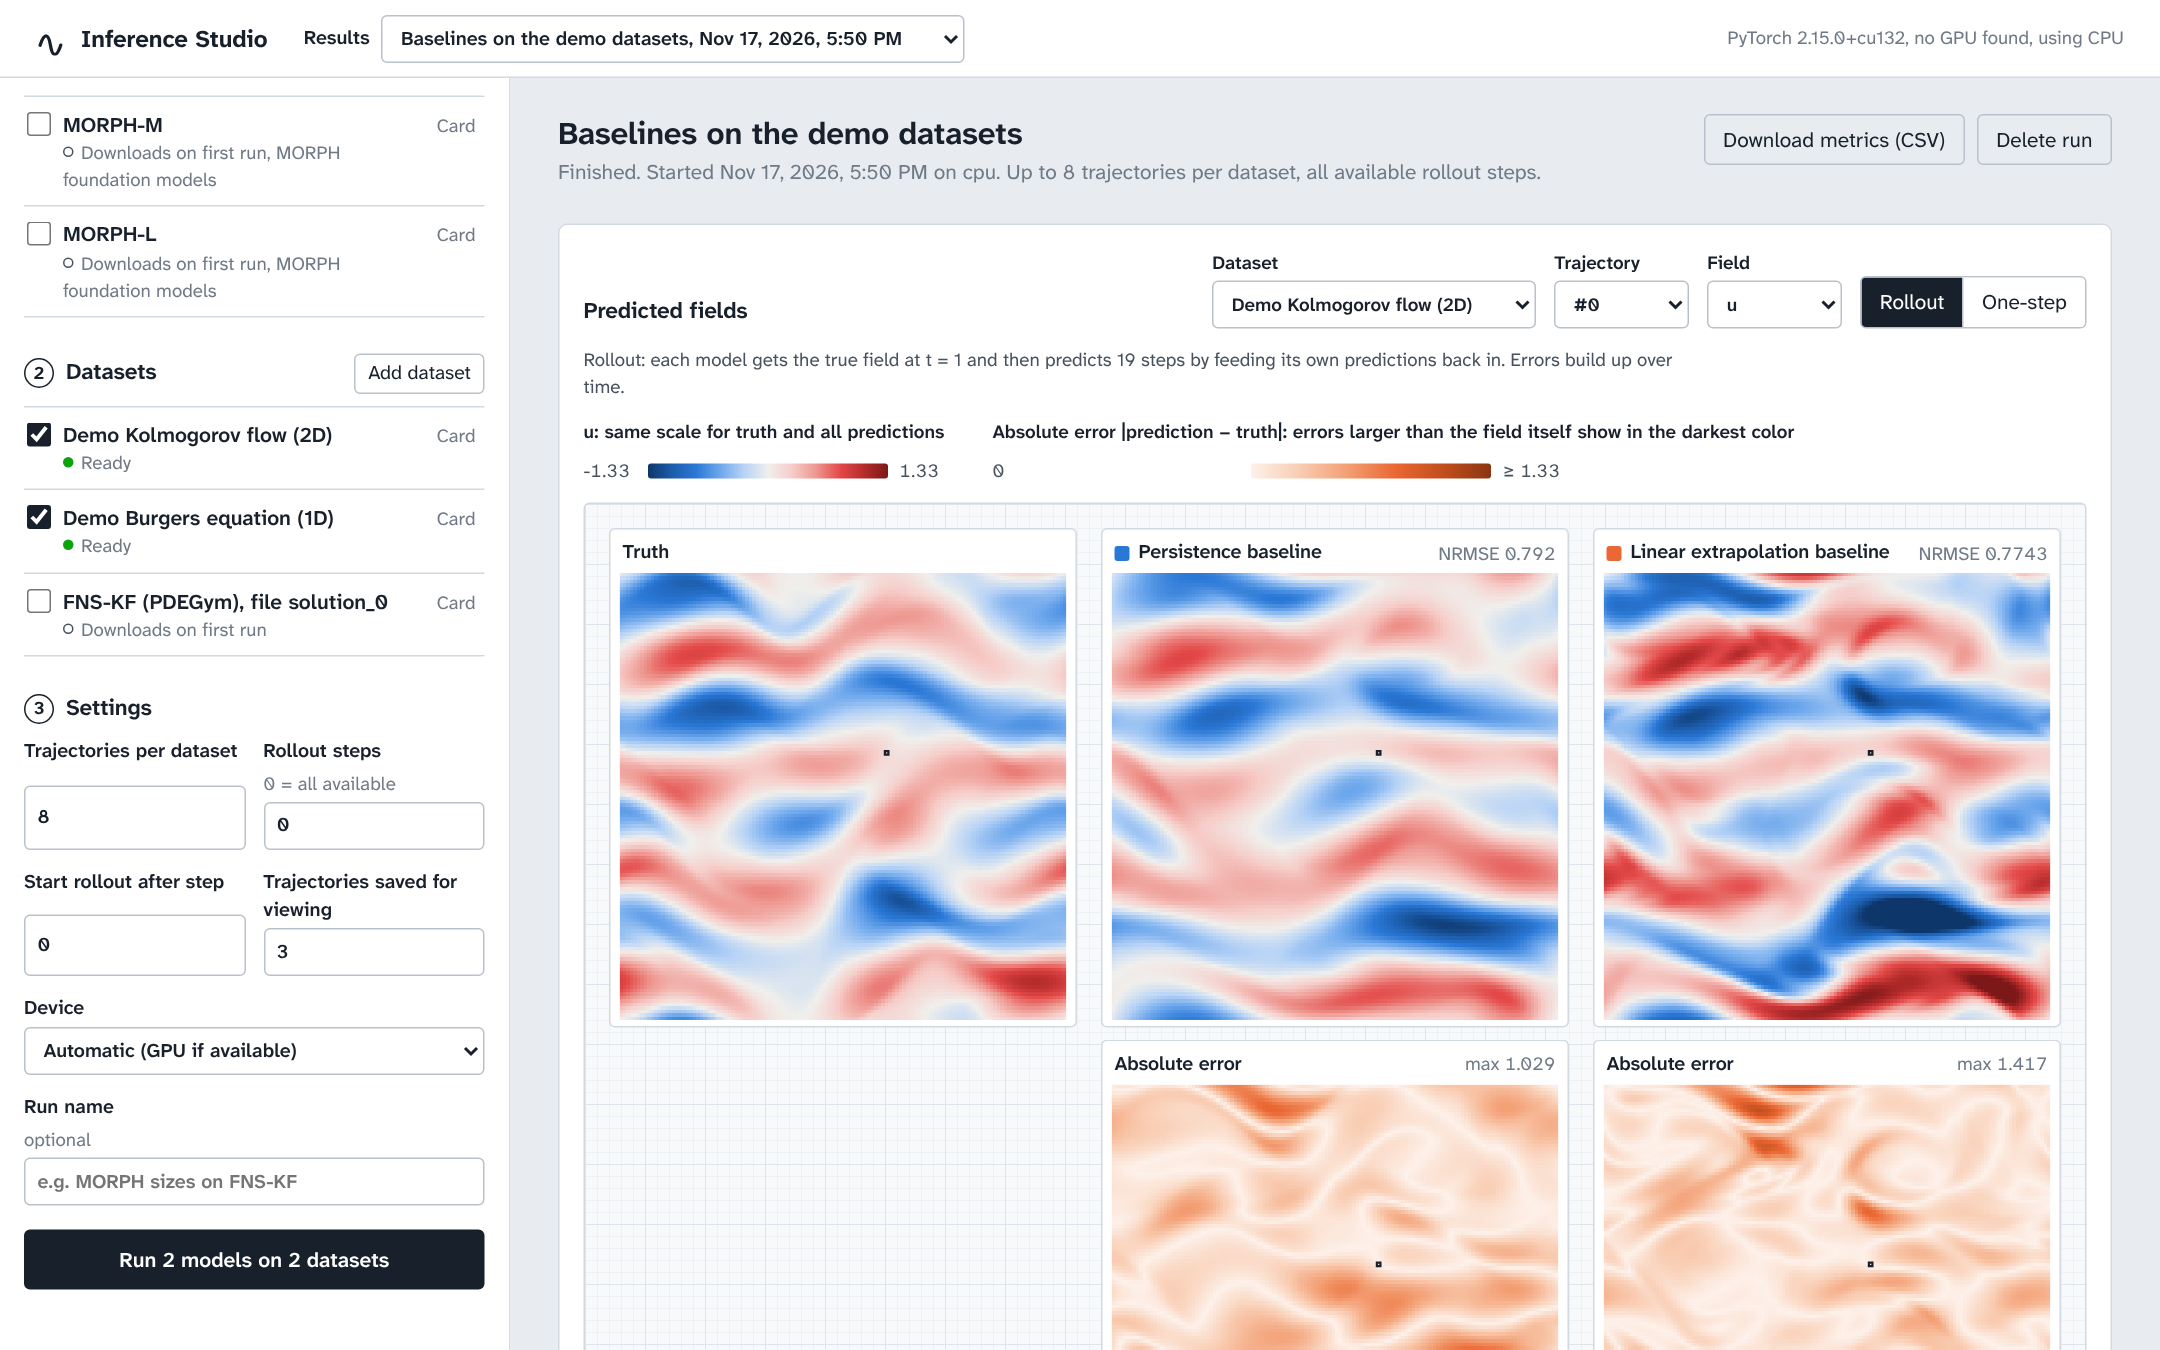 Inference Studio
Results
Baselines on the demo datasets, Nov 17, 2026, 5:50 PM
PyTorch 2.15.0+cu132, no GPU found, using CPU
MORPH-M
Card
Downloads on first run, MORPH
foundation models
MORPH-L
Card
Downloads on first run, MORPH
foundation models
2 Datasets
Add dataset
Demo Kolmogorov flow (2D)
Card
Ready
Demo Burgers equation (1D)
Card
Ready
FNS-KF (PDEGym), file solution_0
Card
Downloads on first run
3 Settings
Trajectories per dataset
8
Rollout steps
0 = all available
0
Start rollout after step
0
Trajectories saved for
viewing
3
Device
Automatic (GPU if available)
Run name
optional
e.g. MORPH sizes on FNS-KF
Run 2 models on 2 datasets
Baselines on the demo datasets
Finished. Started Nov 17, 2026, 5:50 PM on cpu. Up to 8 trajectories per dataset, all available rollout steps.
Download metrics (CSV)
Delete run
Predicted fields
Dataset
Demo Kolmogorov flow (2D)
Trajectory
#0
Field
u
Rollout
One-step
Rollout: each model gets the true field at t = 1 and then predicts 19 steps by feeding its own predictions back in. Errors build up over
time.
u: same scale for truth and all predictions
-1.33
1.33
Absolute error |prediction – truth|: errors larger than the field itself show in the darkest color
0
≥ 1.33
Truth
Persistence baseline
NRMSE 0.792
Linear extrapolation baseline
NRMSE 0.7743
Absolute error
max 1.029
Absolute error
max 1.417